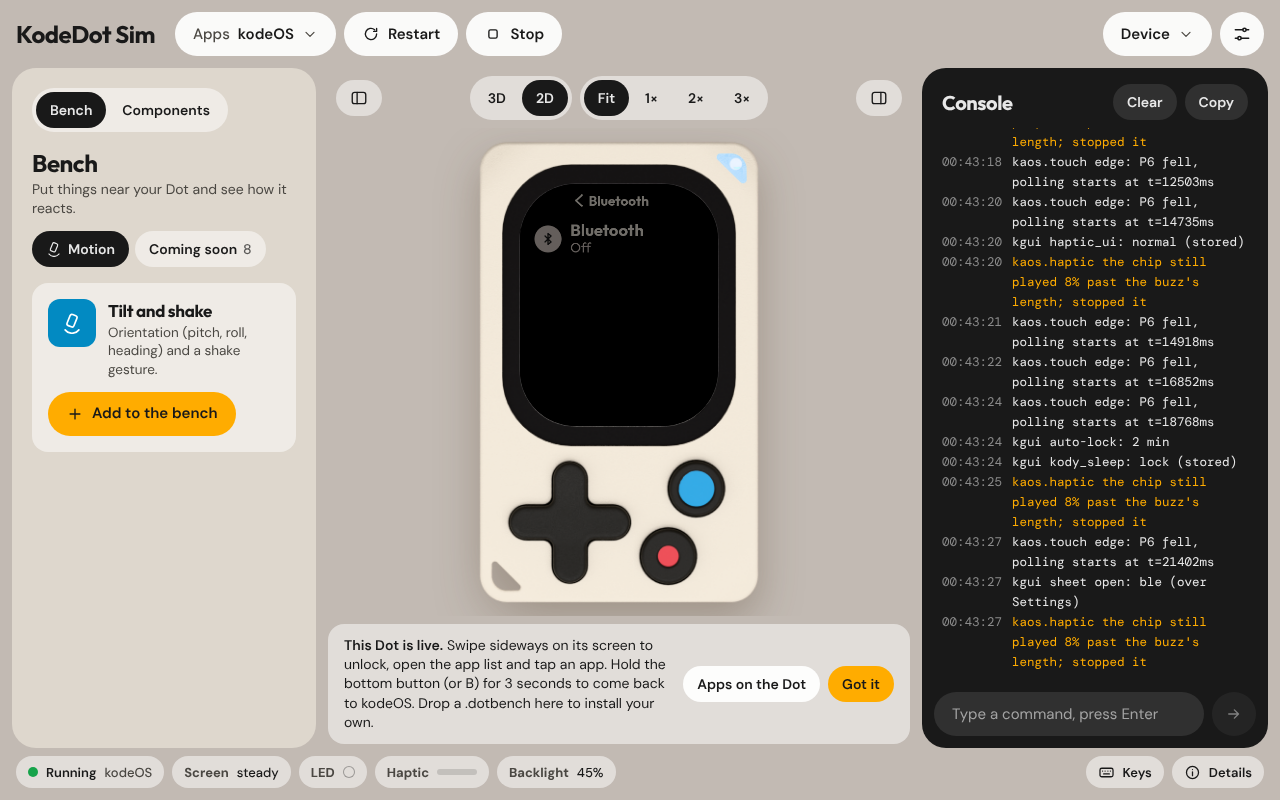 KodeDot Sim
Apps kodeOS
Restart
Stop
Device
Bench
Components
Bench
Put things near your Dot and see how it
reacts.
Motion
Coming soon 8
Tilt and shake
Orientation (pitch, roll,
heading) and a shake
gesture.
Add to the bench
3D
2D
Fit
1×
2×
3×
Bluetooth
Bluetooth
Off
This Dot is live. Swipe sideways on its screen to
unlock, open the app list and tap an app. Hold the
bottom button (or B) for 3 seconds to come back
to kodeOS. Drop a .dotbench here to install your
own.
Apps on the Dot
Got it
Console
Clear
Copy
length; stopped it
00:43:18 kaos.touch edge: P6 fell,
polling starts at t=12503ms
00:43:20 kaos.touch edge: P6 fell,
polling starts at t=14735ms
00:43:20 kgui haptic_ui: normal (stored)
00:43:20 kaos.haptic the chip still
played 8% past the buzz's
length; stopped it
00:43:21 kaos.touch edge: P6 fell,
polling starts at t=14918ms
00:43:22 kaos.touch edge: P6 fell,
polling starts at t=16852ms
00:43:24 kaos.touch edge: P6 fell,
polling starts at t=18768ms
00:43:24 kgui auto-lock: 2 min
00:43:24 kgui kody_sleep: lock (stored)
00:43:25 kaos.haptic the chip still
played 8% past the buzz's
length; stopped it
00:43:27 kaos.touch edge: P6 fell,
polling starts at t=21402ms
00:43:27 kgui sheet open: ble (over
Settings)
00:43:27 kaos.haptic the chip still
played 8% past the buzz's
length; stopped it
Type a command, press Enter
Running kodeOS
Screen steady
LED
Haptic
Backlight 45%
Keys
Details